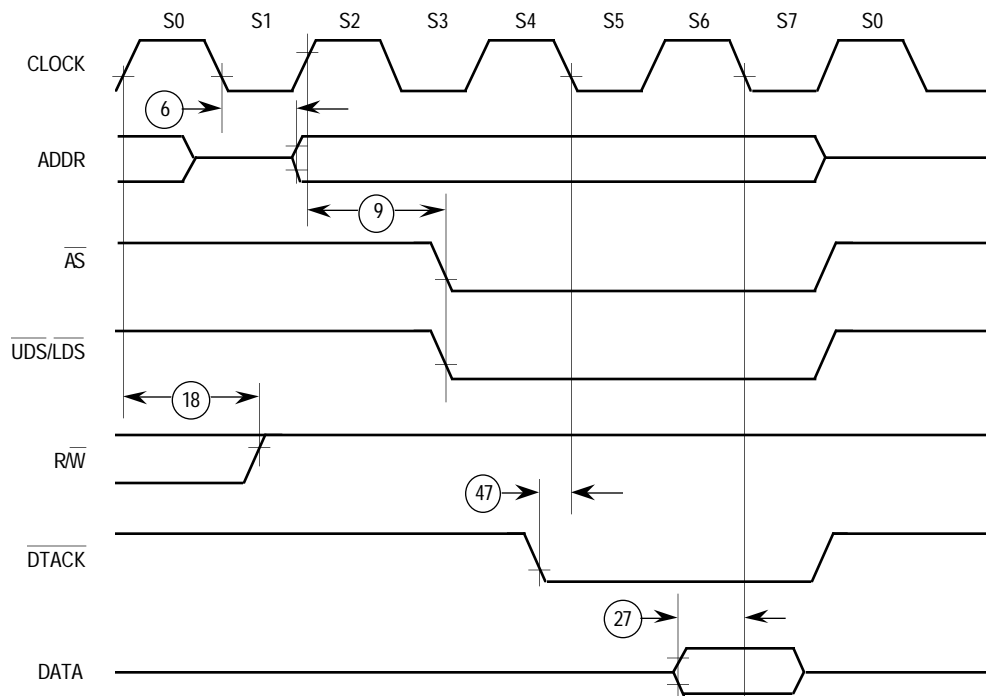 S0 S1 S2 S3 S4 S5 S6 S7 S0
CLOCK
6
ADDR
9
AS
UDS/LDS
18
R/W
47
DTACK
27
DATA